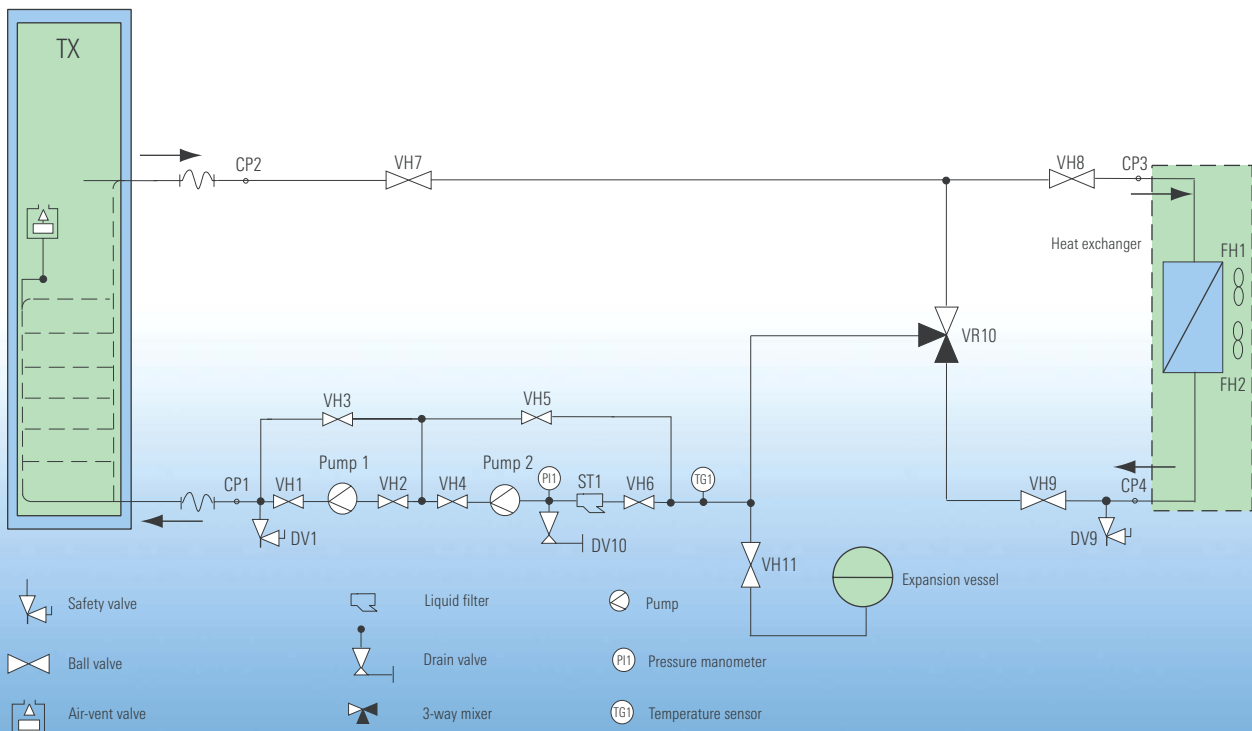 TX
CP2
VH7
VH8
CP3
Heat exchanger
FH1
VR10
FH2
VH3
VH5
Pump 1
Pump 2
CP1
VH1
VH2
VH4
PI1
ST1
VH6
TG1
VH9
CP4
DV1
DV10
DV9
VH11
Expansion vessel
Safety valve
Liquid filter
Pump
Ball valve
Drain valve
PI1
Pressure manometer
Air-vent valve
3-way mixer
TG1
Temperature sensor